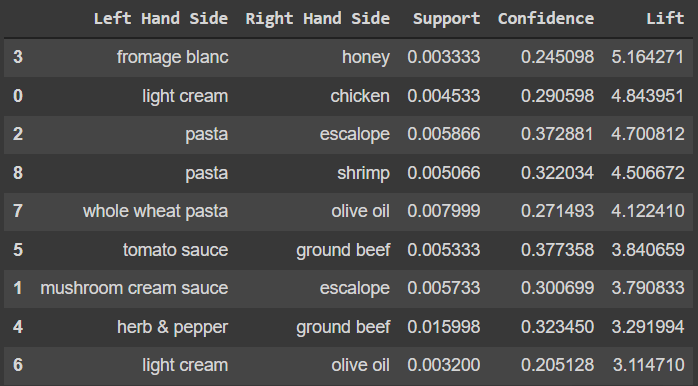 Left Hand Side Right Hand Side Support Confidence Lift
3 fromage blanc honey 0.003333 0.245098 5.164271
0 light cream chicken 0.004533 0.290598 4.843951
2 pasta escalope 0.005866 0.372881 4.700812
8 pasta shrimp 0.005066 0.322034 4.506672
7 whole wheat pasta olive oil 0.007999 0.271493 4.122410
5 tomato sauce ground beef 0.005333 0.377358 3.840659
1 mushroom cream sauce escalope 0.005733 0.300699 3.790833
4 herb & pepper ground beef 0.015998 0.323450 3.291994
6 light cream olive oil 0.003200 0.205128 3.114710